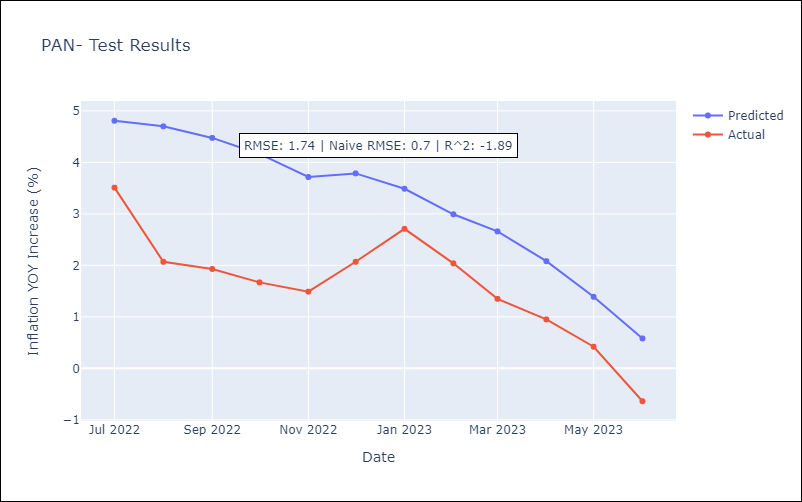 PAN- Test Results
Predicted
Actual
RMSE: 1.74 | Naive RMSE: 0.7 | R^2: -1.89
Inflation YOY Increase (%)
5
4
3
2
1
0
−1
Jul 2022 Sep 2022 Nov 2022 Jan 2023 Mar 2023 May 2023
Date